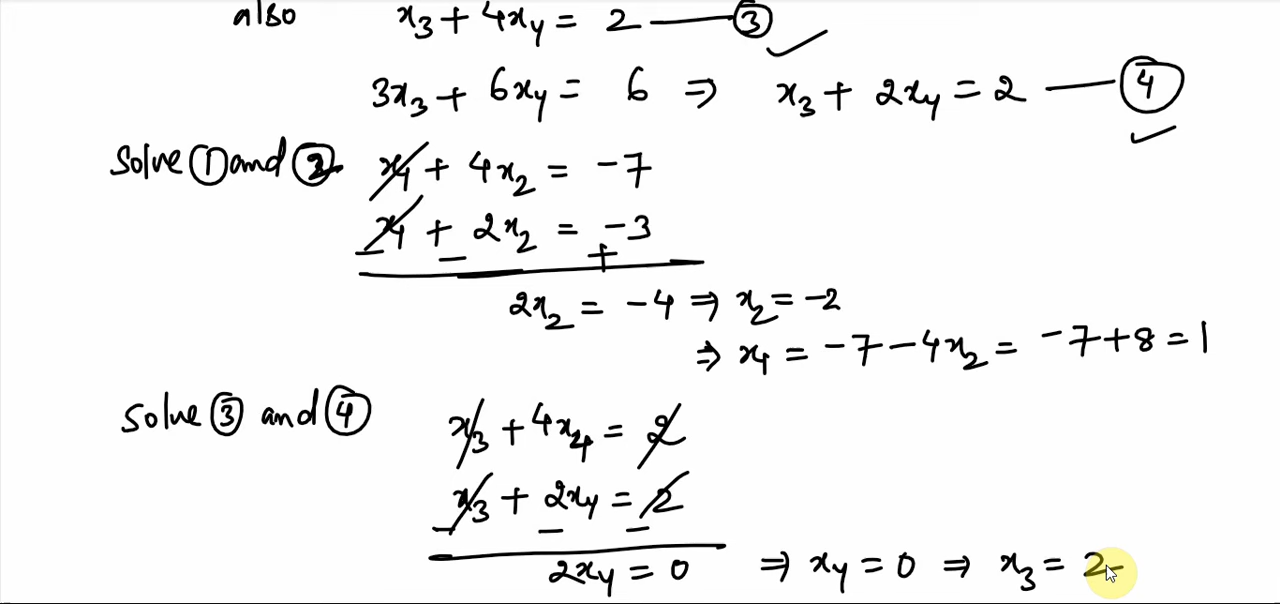 also x₃ + 4x₄ = 2 —— ③
3x₃ + 6x₄ = 6 ⇒ x₃ + 2x₄ = 2 —— ④
Solve ① and ② x₁ + 4x₂ = -7
x₁ + 2x₂ = -3
— — +
2x₂ = -4 ⇒ x₂ = -2
⇒ x₁ = -7 - 4x₂ = -7 + 8 = 1
Solve ③ and ④ x₃ + 4x₄ = 2
x₃ + 2x₄ = 2
— — —
2x₄ = 0 ⇒ x₄ = 0 ⇒ x₃ = 2